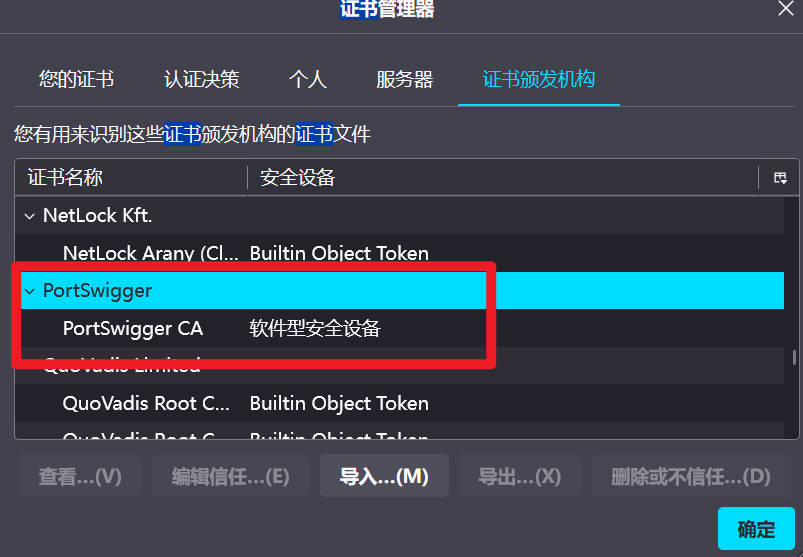 证书管理器
您的证书 认证决策 个人 服务器 证书颁发机构
您有用来识别这些证书颁发机构的证书文件
证书名称 安全设备
NetLock Kft.
NetLock Arany (Cl... Builtin Object Token
PortSwigger
PortSwigger CA 软件型安全设备
QuoVadis Limited
QuoVadis Root C... Builtin Object Token
QuoVadis Root C... Builtin Object Token
查看...(V) 编辑信任...(E) 导入...(M) 导出...(X) 删除或不信任...(D)
确定